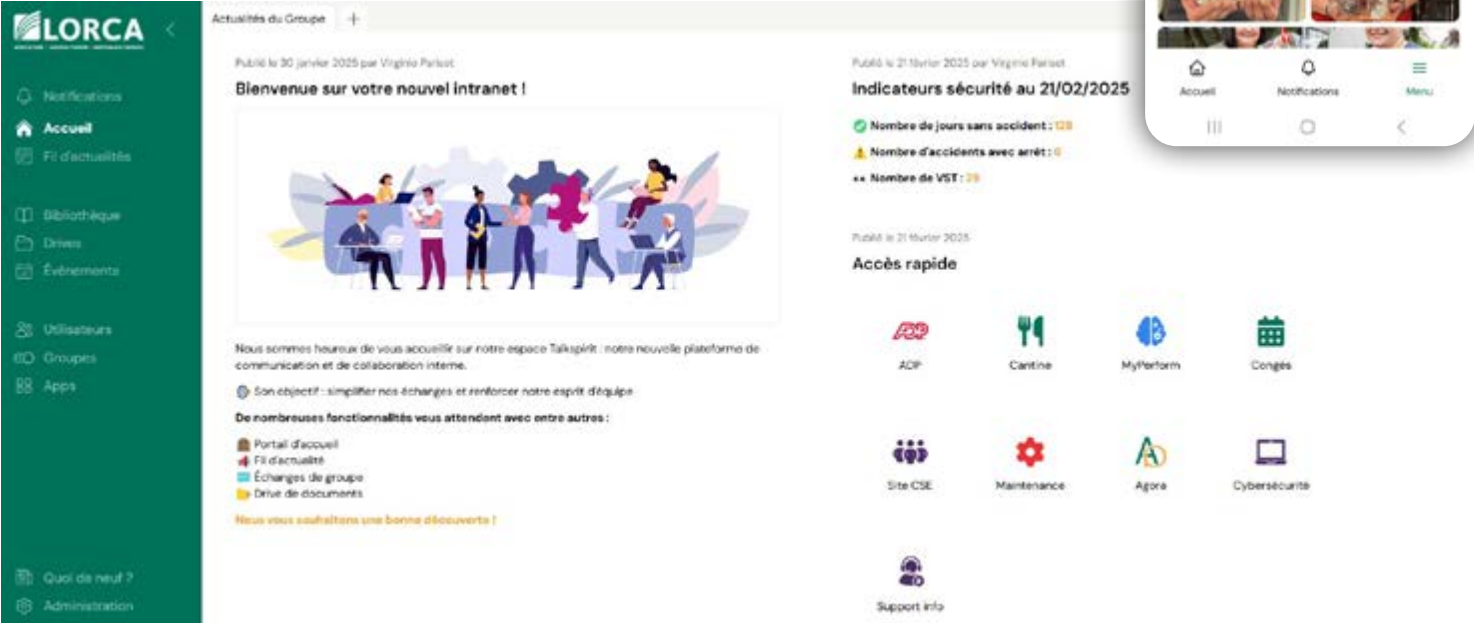 LORCA
Notifications
Accueil
Fil d'actualités
Bibliothèque
Drives
Événements
Utilisateurs
Groupes
Apps
Quoi de neuf ?
Administration
Actualités du Groupe
Publié le 30 janvier 2025 par Virginie Parisot
Bienvenue sur votre nouvel intranet !
Nous sommes heureux de vous accueillir sur notre espace Talkspirit : notre nouvelle plateforme de
communication et de collaboration interne.
Son objectif : simplifier nos échanges et renforcer notre esprit d'équipe
De nombreuses fonctionnalités vous attendent avec entre autres :
Portail d'accueil
Fil d'actualité
Échanges de groupe
Drive de documents
Nous vous souhaitons une bonne découverte !
Publié le 21 février 2025 par Virginie Parisot
Indicateurs sécurité au 21/02/2025
Nombre de jours sans accident : 128
Nombre d'accidents avec arrêt :
Nombre de VST :
Publié le 21 février 2025
Accès rapide
ADP
ADP
Cantine
MyPerform
Congés
Site CSE
Maintenance
Agora
Cybersécurité
Support info
Accueil
Notifications
Menu